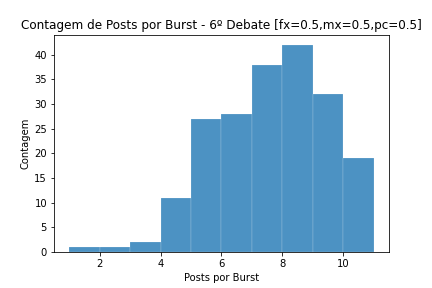 Contagem de Posts por Burst - 6º Debate [fx=0.5,mx=0.5,pc=0.5]
40
35
30
25
20
15
10
5
0
Contagem
2 4 6 8 10
Posts por Burst